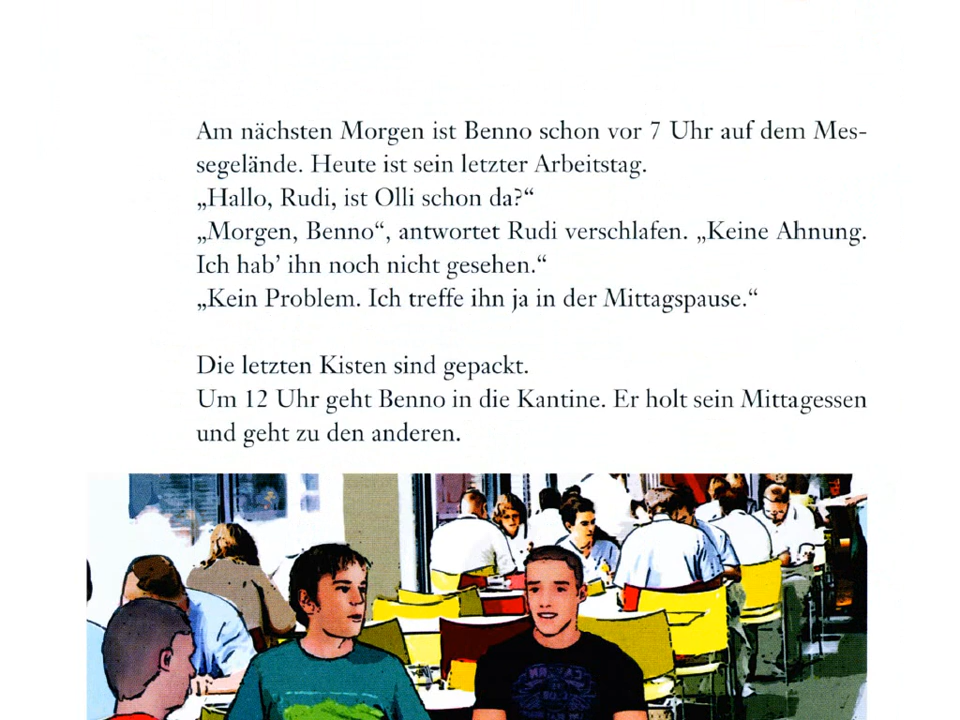 Am nächsten Morgen ist Benno schon vor 7 Uhr auf dem Mes-
segelände. Heute ist sein letzter Arbeitstag.
„Hallo, Rudi, ist Olli schon da?“
„Morgen, Benno“, antwortet Rudi verschlafen. „Keine Ahnung.
Ich hab’ ihn noch nicht gesehen.“
„Kein Problem. Ich treffe ihn ja in der Mittagspause.“
Die letzten Kisten sind gepackt.
Um 12 Uhr geht Benno in die Kantine. Er holt sein Mittagessen
und geht zu den anderen.